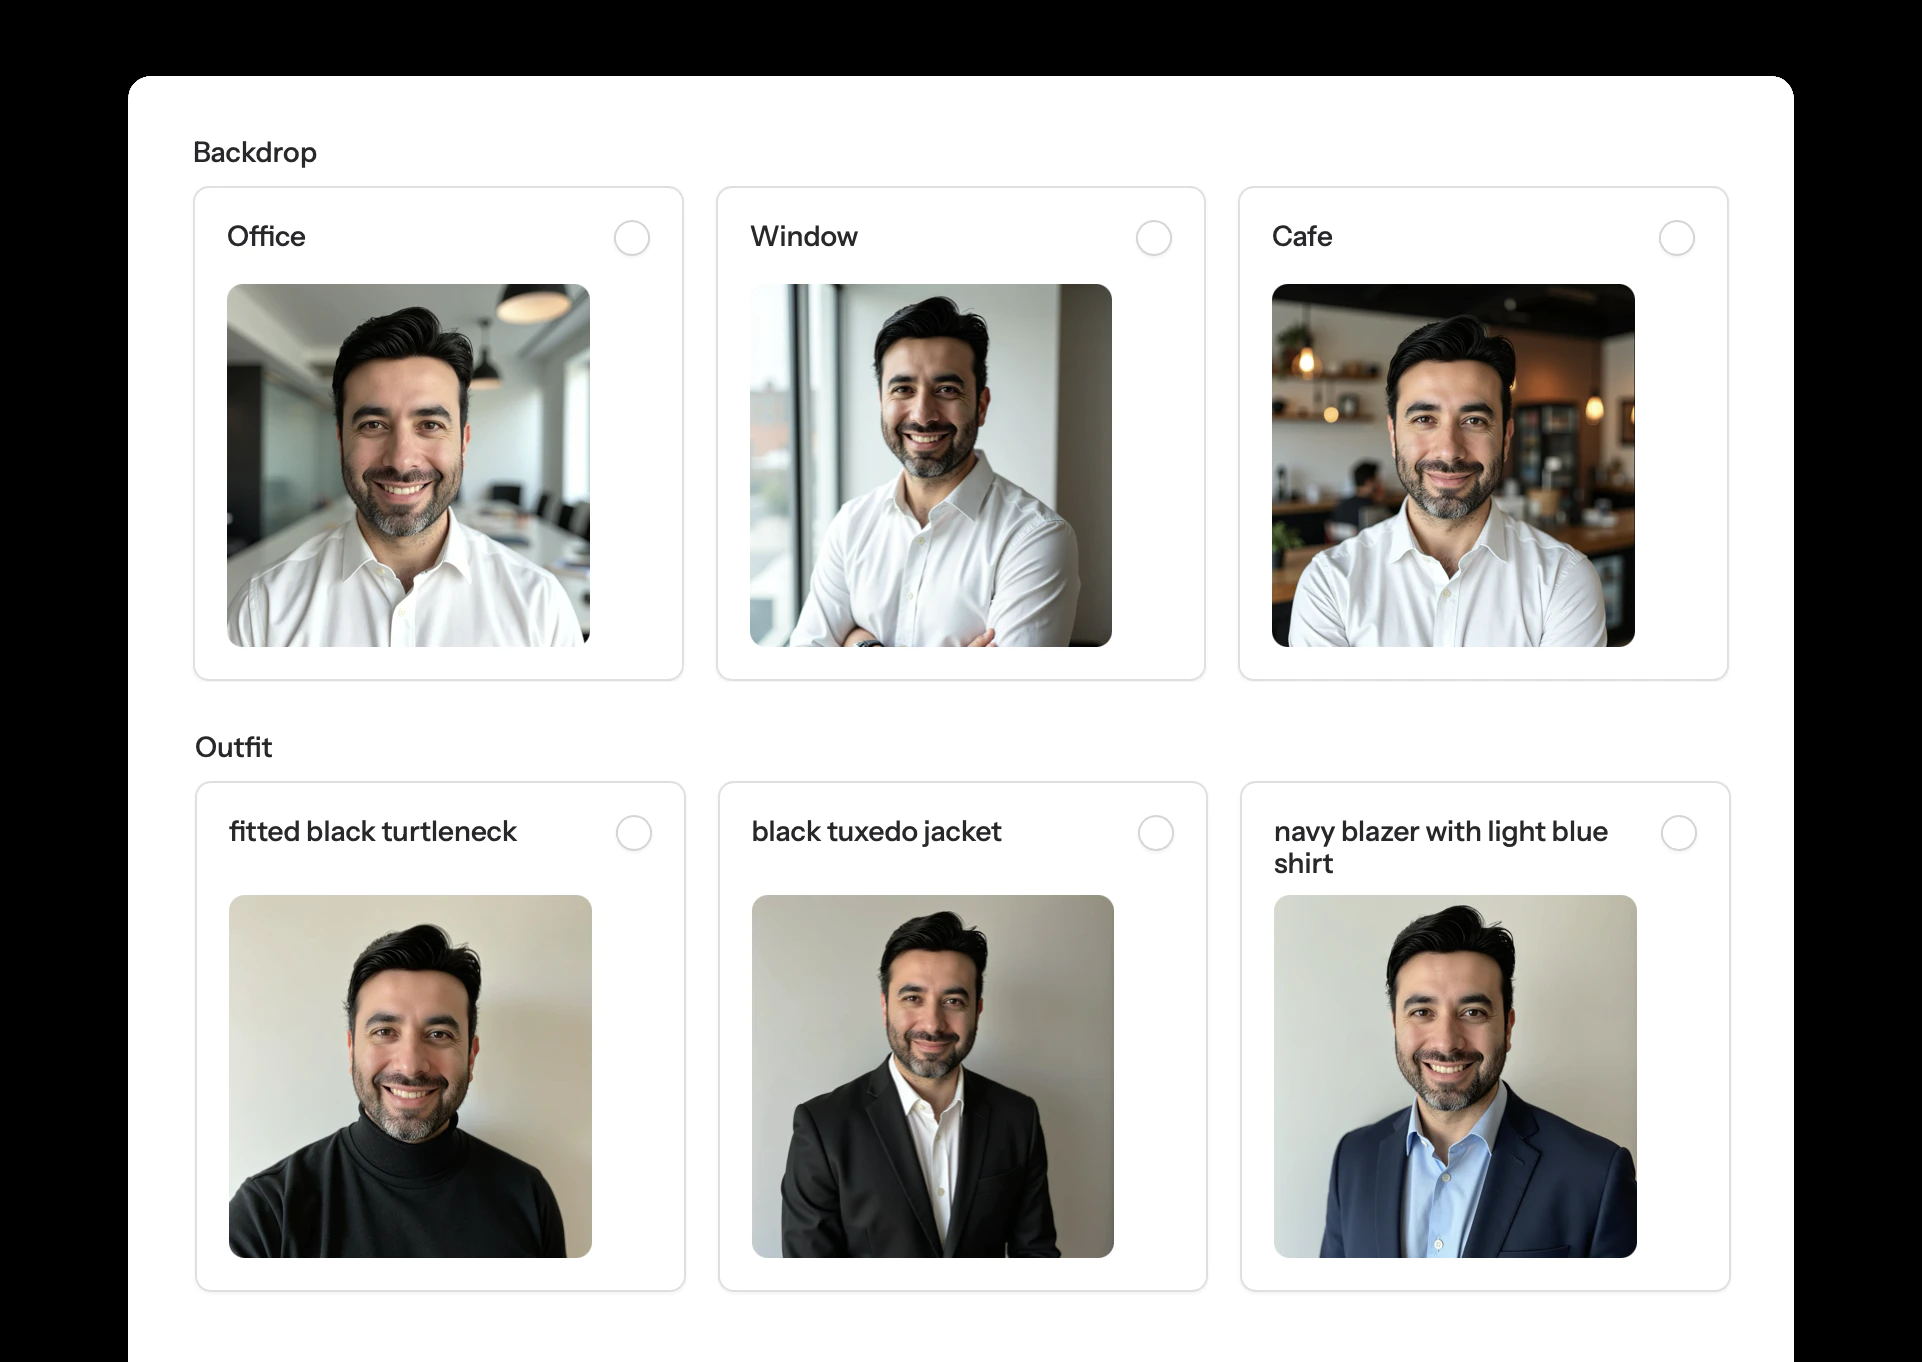 Backdrop
Office
Window
Cafe
Outfit
fitted black turtleneck
black tuxedo jacket
navy blazer with light blue
shirt